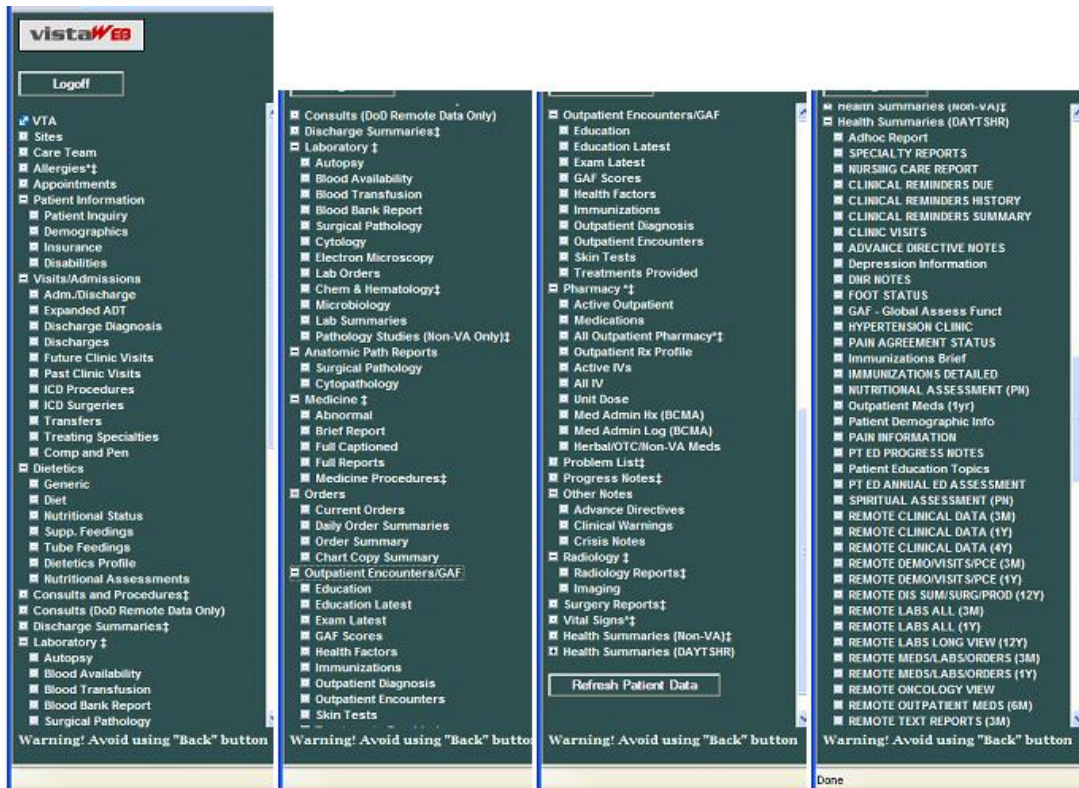 vistaWEB
Logoff
VTA
Sites
Care Team
Allergies*‡
Appointments
Patient Information
Patient Inquiry
Demographics
Insurance
Disabilities
Visits/Admissions
Adm./Discharge
Expanded ADT
Discharge Diagnosis
Discharges
Future Clinic Visits
Past Clinic Visits
ICD Procedures
ICD Surgeries
Transfers
Treating Specialties
Comp and Pen
Dietetics
Generic
Diet
Nutritional Status
Supp. Feedings
Tube Feedings
Dietetics Profile
Nutritional Assessments
Consults and Procedures‡
Consults (DoD Remote Data Only)
Discharge Summaries‡
Laboratory ‡
Autopsy
Blood Availability
Blood Transfusion
Blood Bank Report
Surgical Pathology
Warning! Avoid using "Back" button
Consults (DoD Remote Data Only)
Discharge Summaries‡
Laboratory ‡
Autopsy
Blood Availability
Blood Transfusion
Blood Bank Report
Surgical Pathology
Cytology
Electron Microscopy
Lab Orders
Chem & Hematology‡
Microbiology
Lab Summaries
Pathology Studies (Non-VA Only)‡
Anatomic Path Reports
Surgical Pathology
Cytopathology
Medicine ‡
Abnormal
Brief Report
Full Captioned
Full Reports
Medicine Procedures‡
Orders
Current Orders
Daily Order Summaries
Order Summary
Chart Copy Summary
Outpatient Encounters/GAF
Education
Education Latest
Exam Latest
GAF Scores
Health Factors
Immunizations
Outpatient Diagnosis
Outpatient Encounters
Skin Tests
Warning! Avoid using "Back" butto
Outpatient Encounters/GAF
Education
Education Latest
Exam Latest
GAF Scores
Health Factors
Immunizations
Outpatient Diagnosis
Outpatient Encounters
Skin Tests
Treatments Provided
Pharmacy *‡
Active Outpatient
Medications
All Outpatient Pharmacy*‡
Outpatient Rx Profile
Active IVs
All IV
Unit Dose
Med Admin Hx (BCMA)
Med Admin Log (BCMA)
Herbal/OTC/Non-VA Meds
Problem List‡
Progress Notes‡
Other Notes
Advance Directives
Clinical Warnings
Crisis Notes
Radiology ‡
Radiology Reports‡
Imaging
Surgery Reports‡
Vital Signs*‡
Health Summaries (Non-VA)‡
Health Summaries (DAYTSHR)
Refresh Patient Data
Warning! Avoid using "Back" button
Health Summaries (Non-VA)‡
Health Summaries (DAYTSHR)
Adhoc Report
SPECIALTY REPORTS
NURSING CARE REPORT
CLINICAL REMINDERS DUE
CLINICAL REMINDERS HISTORY
CLINICAL REMINDERS SUMMARY
CLINIC VISITS
ADVANCE DIRECTIVE NOTES
Depression Information
DNR NOTES
FOOT STATUS
GAF - Global Assess Funct
HYPERTENSION CLINIC
PAIN AGREEMENT STATUS
Immunizations Brief
IMMUNIZATIONS DETAILED
NUTRITIONAL ASSESSMENT (PN)
Outpatient Meds (1yr)
Patient Demographic Info
PAIN INFORMATION
PT ED PROGRESS NOTES
Patient Education Topics
PT ED ANNUAL ED ASSESSMENT
SPIRITUAL ASSESSMENT (PN)
REMOTE CLINICAL DATA (3M)
REMOTE CLINICAL DATA (1Y)
REMOTE CLINICAL DATA (4Y)
REMOTE DEMO/VISITS/PCE (3M)
REMOTE DEMO/VISITS/PCE (1Y)
REMOTE DIS SUM/SURG/PROD (12Y)
REMOTE LABS ALL (3M)
REMOTE LABS ALL (1Y)
REMOTE LABS LONG VIEW (12Y)
REMOTE MEDS/LABS/ORDERS (3M)
REMOTE MEDS/LABS/ORDERS (1Y)
REMOTE ONCOLOGY VIEW
REMOTE OUTPATIENT MEDS (6M)
REMOTE TEXT REPORTS (3M)
Warning! Avoid using "Back" button
Done